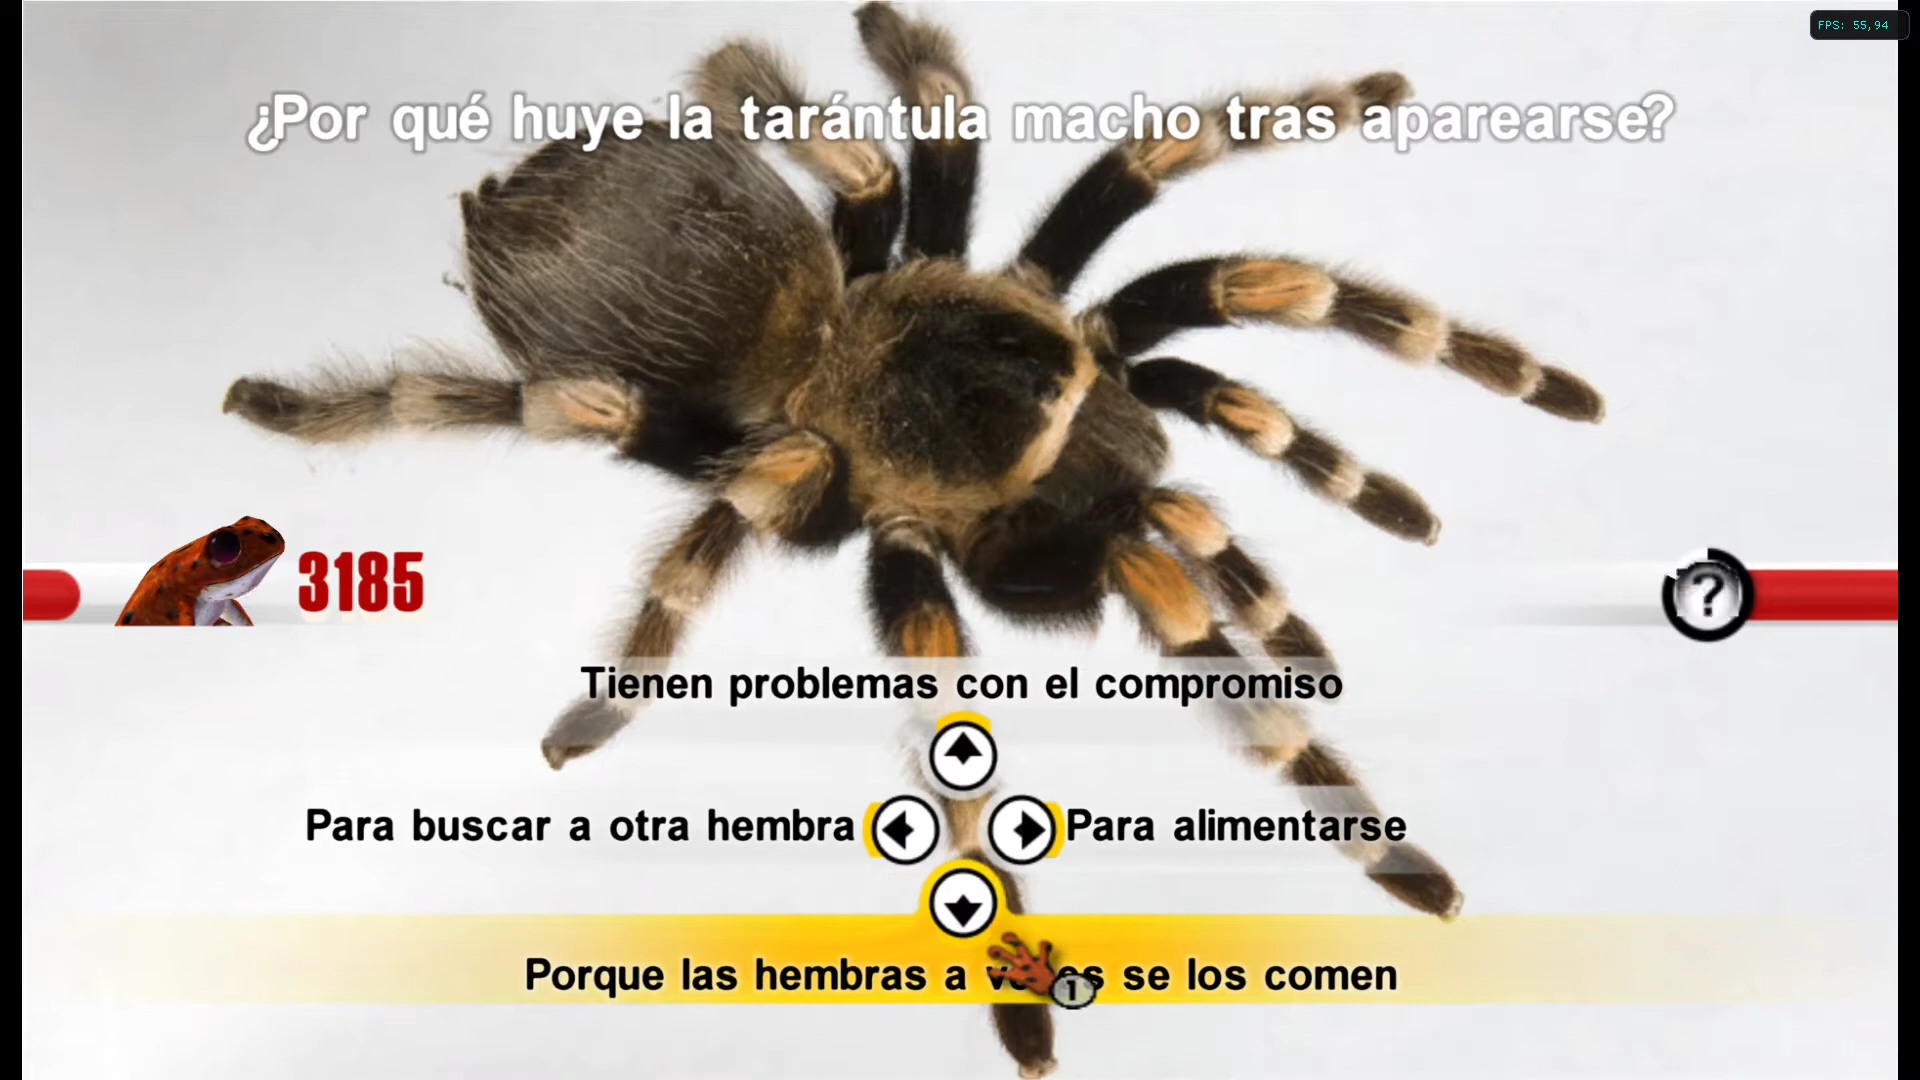 FPS: 55,94
¿Por qué huye la tarántula macho tras aparearse?
3185
?
Tienen problemas con el compromiso
Para buscar a otra hembra
Para alimentarse
Porque las hembras a se los comen
1